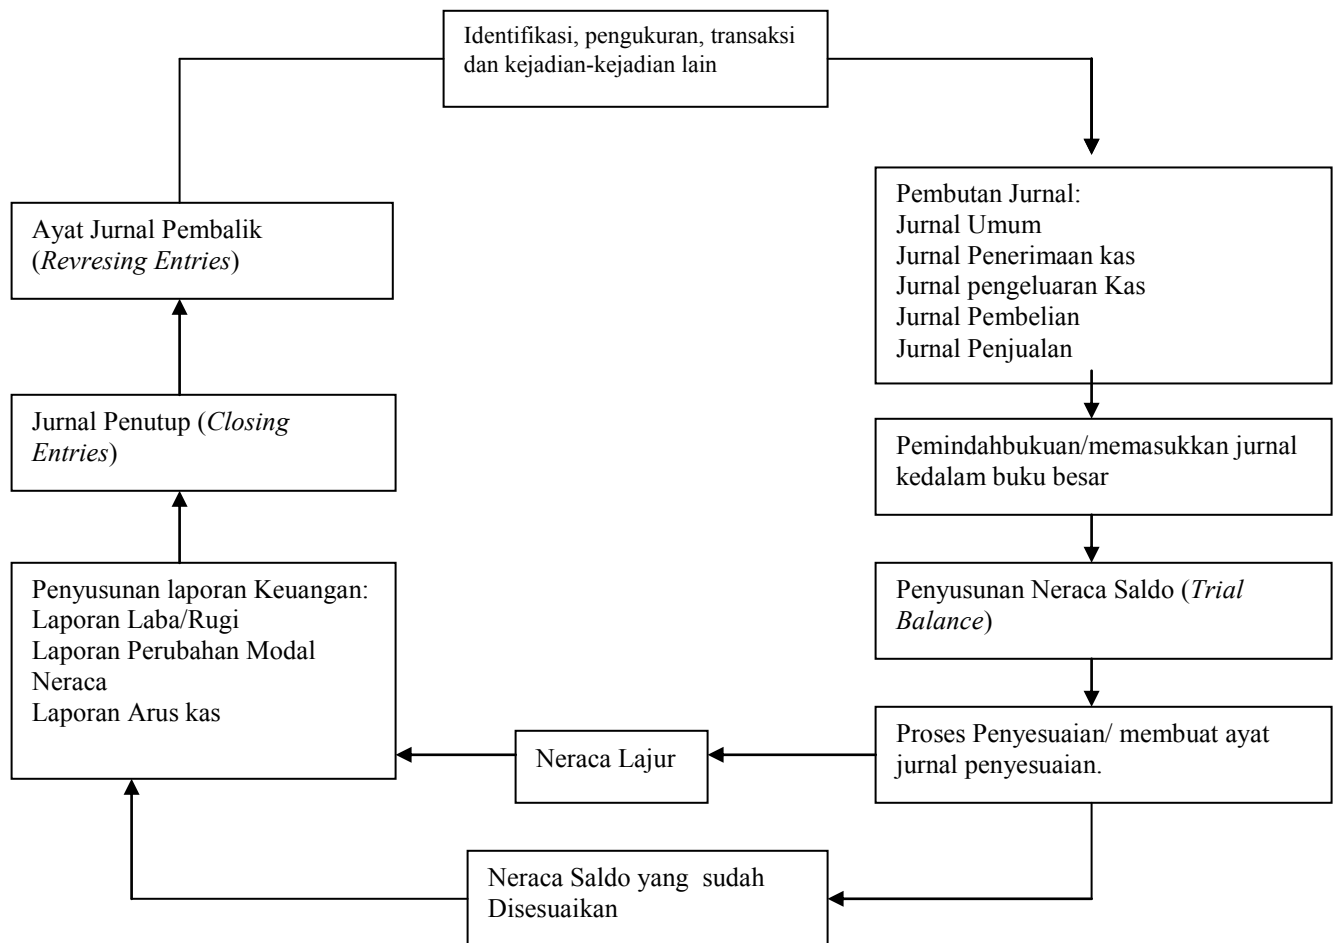 Identifikasi, pengukuran, transaksi
dan kejadian-kejadian lain
Pembutan Jurnal:
Jurnal Umum
Jurnal Penerimaan kas
Jurnal pengeluaran Kas
Jurnal Pembelian
Jurnal Penjualan
Pemindahbukuan/memasukkan jurnal
kedalam buku besar
Penyusunan Neraca Saldo (Trial
Balance)
Proses Penyesuaian/ membuat ayat
jurnal penyesuaian.
Neraca Lajur
Neraca Saldo yang sudah
Disesuaikan
Penyusunan laporan Keuangan:
Laporan Laba/Rugi
Laporan Perubahan Modal
Neraca
Laporan Arus kas
Jurnal Penutup (Closing
Entries)
Ayat Jurnal Pembalik
(Revresing Entries)